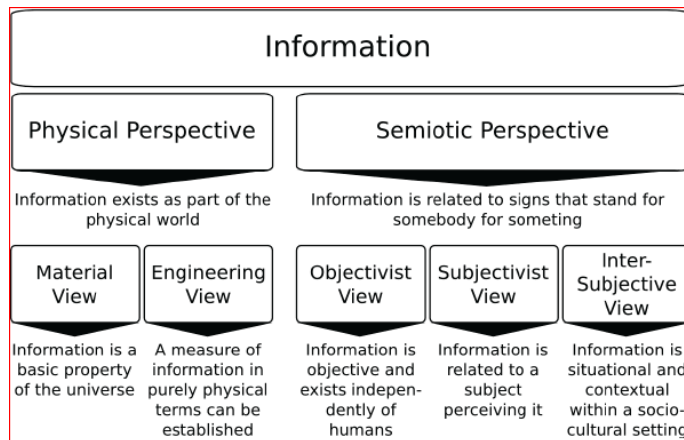 Information
Physical Perspective
Semiotic Perspective
Information exists as part of the
physical world
Information is related to signs that stand for
somebody for someting
Material
View
Engineering
View
Objectivist
View
Subjectivist
View
Inter-
Subjective
View
Information is a
basic property
of the universe
A measure of
information in
purely physical
terms can be
established
Information is
objective and
exists indepen-
dently of
humans
Information is
related to a
subject
perceiving it
Information is
situational and
contextual
within a socio-
cultural setting